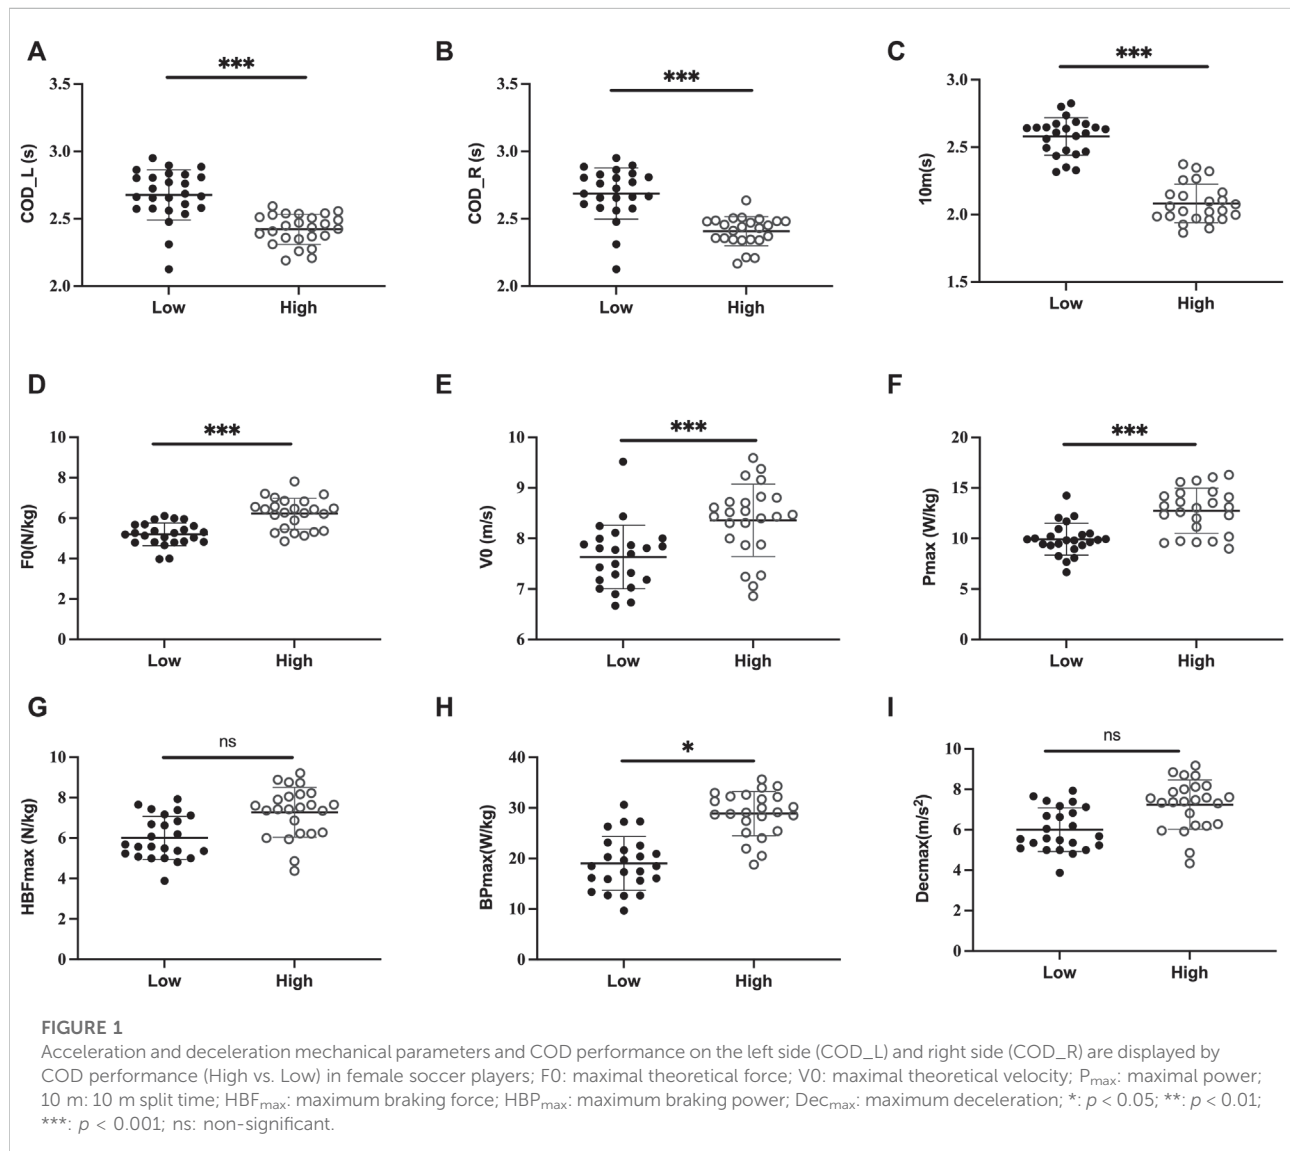 A
B
C
***
***
***
3.5
3.0
2.5
2.0
COD_L (s)
Low
High
3.5
3.0
2.5
2.0
COD_R (s)
Low
High
3.0
2.5
2.0
1.5
10m(s)
Low
High
D
E
F
***
***
***
10
8
6
4
2
0
F0(N/kg)
Low
High
10
9
8
7
6
V0 (m/s)
Low
High
20
15
10
5
0
Pmax (W/kg)
Low
High
G
H
I
ns
*
ns
10
8
6
4
2
0
HBFmax (N/kg)
Low
High
40
30
20
10
0
BPmax(W/kg)
Low
High
10
8
6
4
2
0
Decmax(m/s²)
Low
High
FIGURE 1
Acceleration and deceleration mechanical parameters and COD performance on the left side (COD_L) and right side (COD_R) are displayed by
COD performance (High vs. Low) in female soccer players; F0: maximal theoretical force; V0: maximal theoretical velocity; Pmax: maximal power;
10 m: 10 m split time; HBFmax: maximum braking force; HBPmax: maximum braking power; Decmax: maximum deceleration; *: p < 0.05; **: p < 0.01;
***: p < 0.001; ns: non-significant.